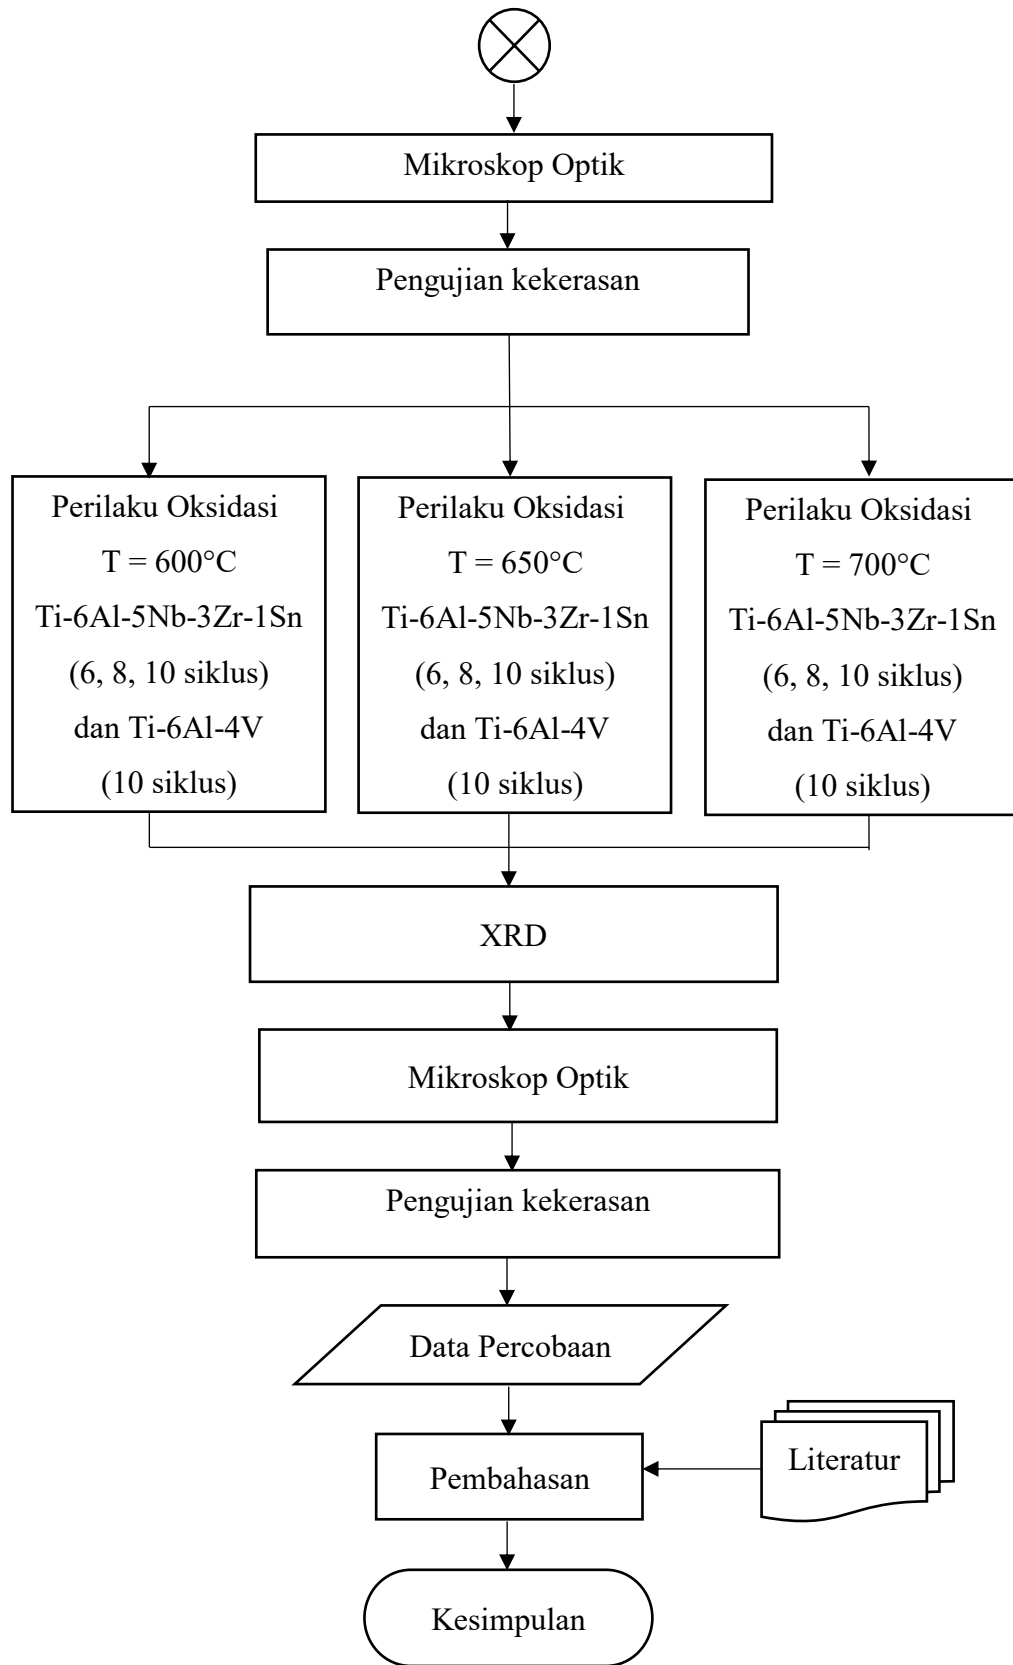 Mikroskop Optik
Pengujian kekerasan
Perilaku Oksidasi
T = 600°C
Ti-6Al-5Nb-3Zr-1Sn
(6, 8, 10 siklus)
dan Ti-6Al-4V
(10 siklus)
Perilaku Oksidasi
T = 650°C
Ti-6Al-5Nb-3Zr-1Sn
(6, 8, 10 siklus)
dan Ti-6Al-4V
(10 siklus)
Perilaku Oksidasi
T = 700°C
Ti-6Al-5Nb-3Zr-1Sn
(6, 8, 10 siklus)
dan Ti-6Al-4V
(10 siklus)
XRD
Mikroskop Optik
Pengujian kekerasan
Data Percobaan
Literatur
Pembahasan
Kesimpulan